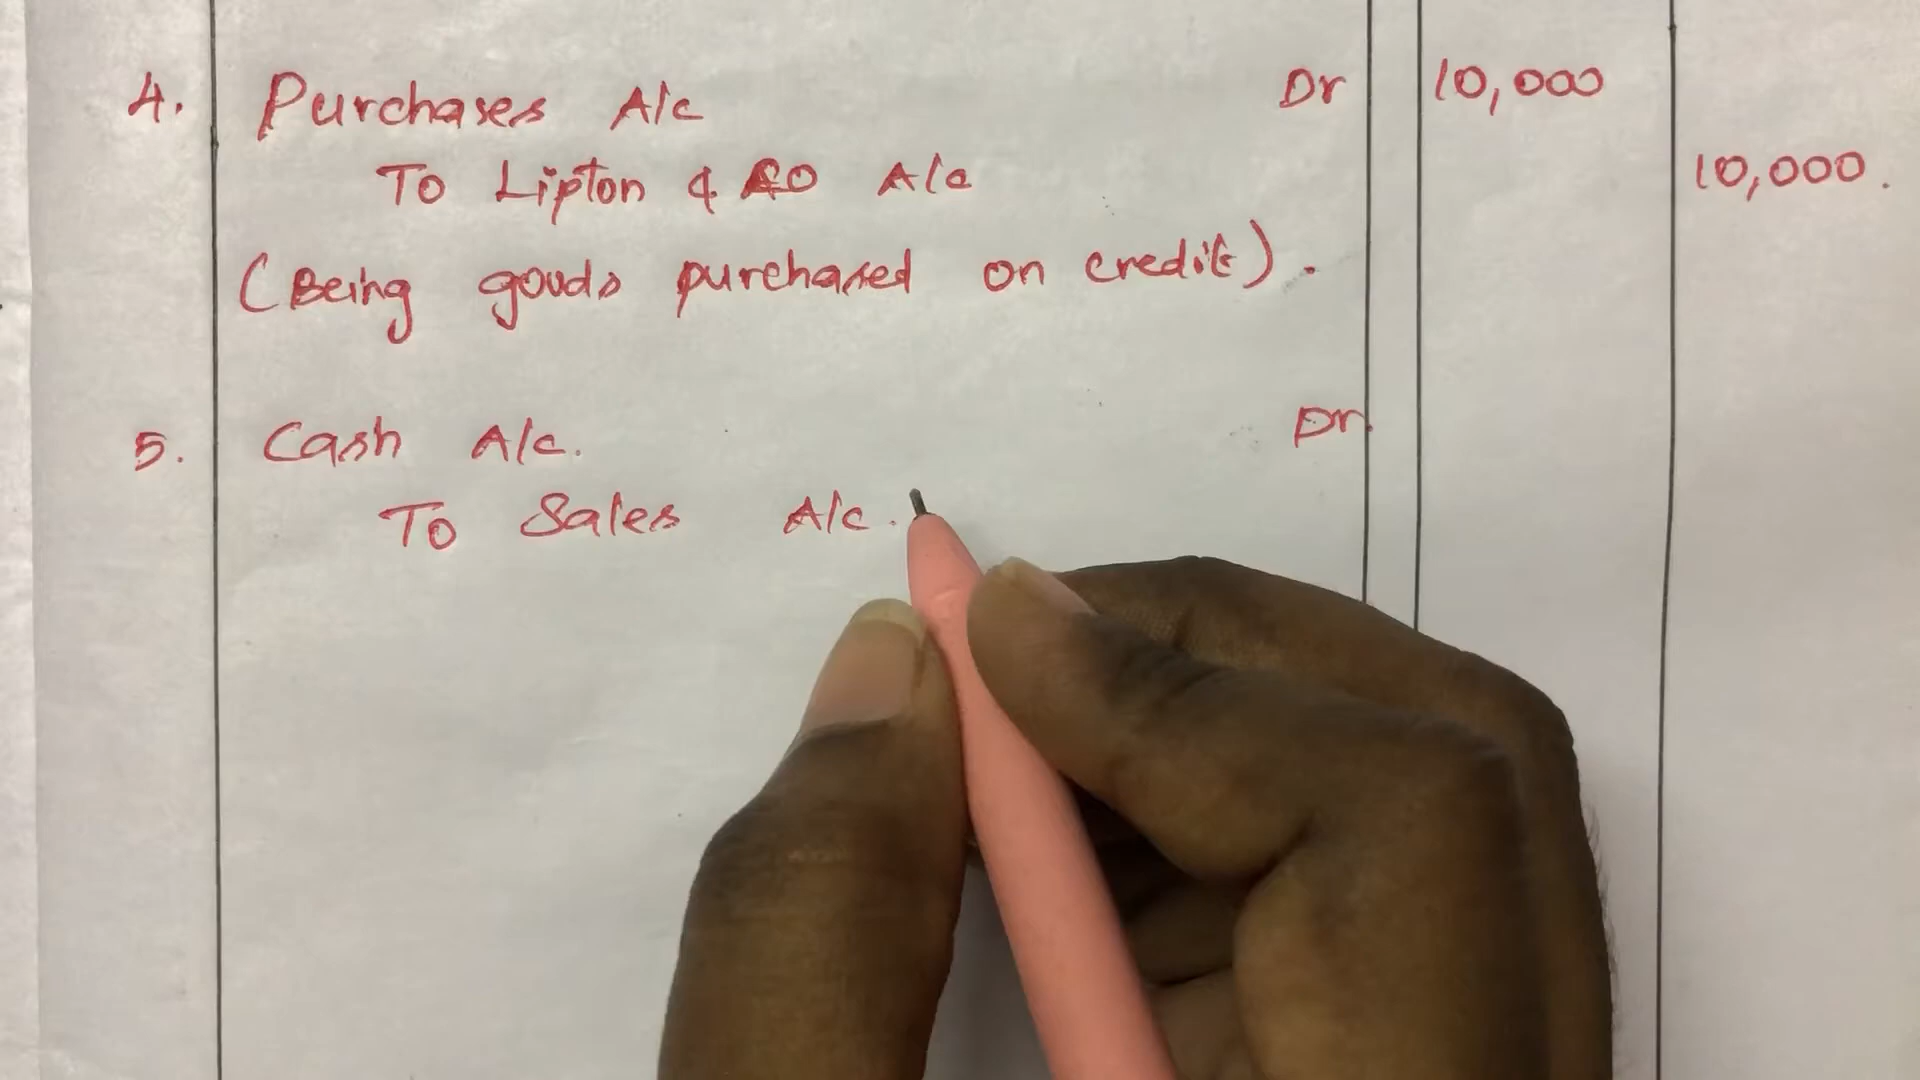 4. Purchases A/c Dr 10,000
To Lipton & CO A/c 10,000.
(Being goods purchased on credit).
5. Cash A/c. Dr
To Sales A/c.